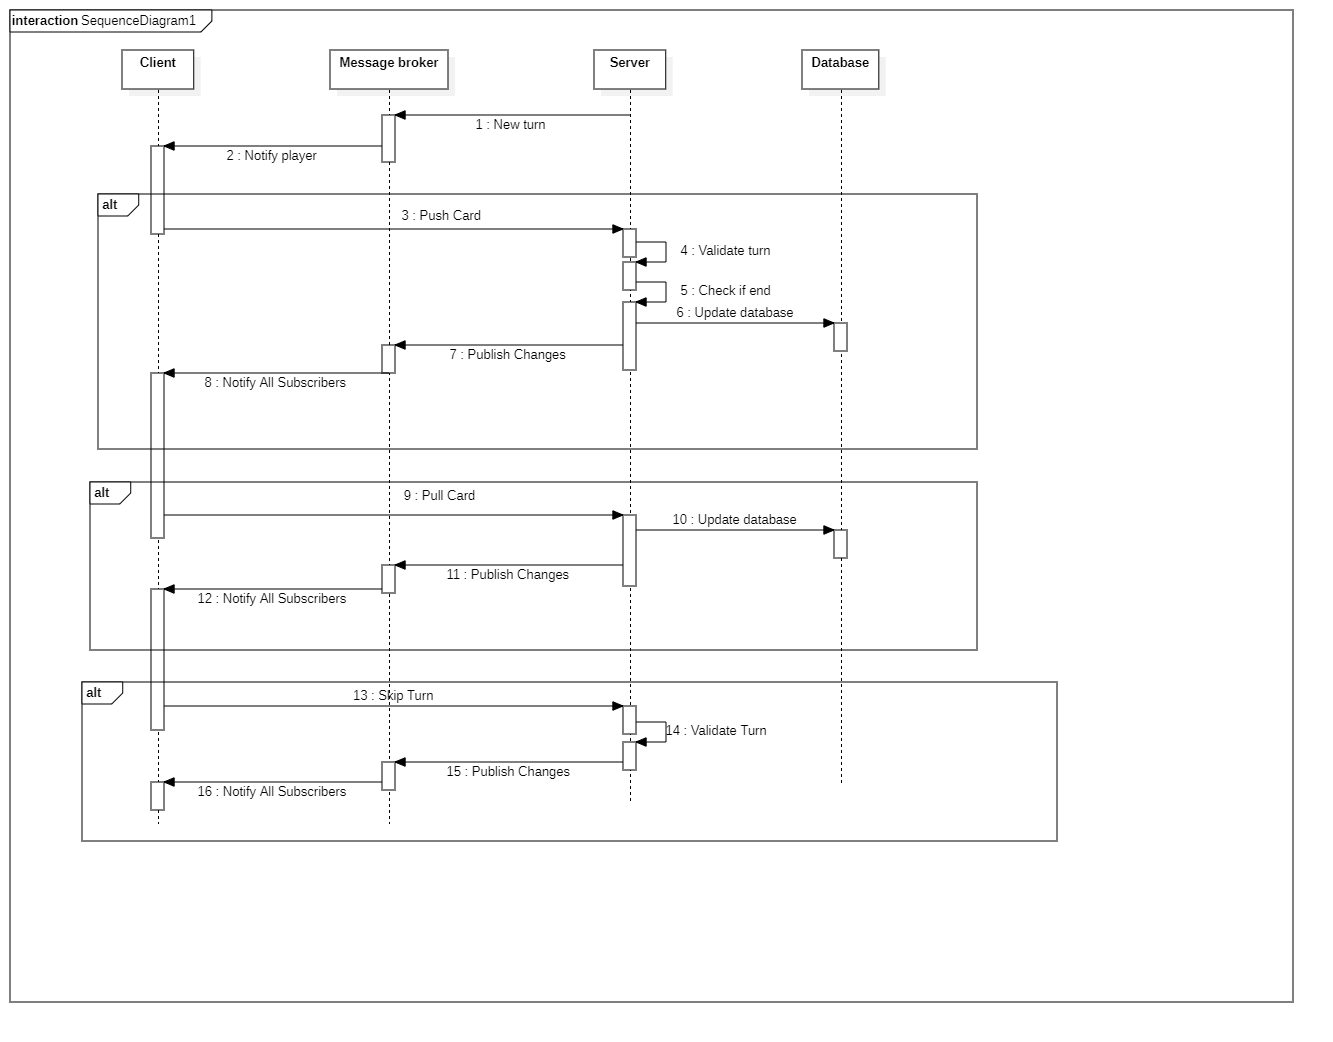 interaction SequenceDiagram1
Client
Message broker
Server
Database
1 : New turn
2 : Notify player
alt
3 : Push Card
4 : Validate turn
5 : Check if end
6 : Update database
7 : Publish Changes
8 : Notify All Subscribers
alt
9 : Pull Card
10 : Update database
11 : Publish Changes
12 : Notify All Subscribers
alt
13 : Skip Turn
14 : Validate Turn
15 : Publish Changes
16 : Notify All Subscribers